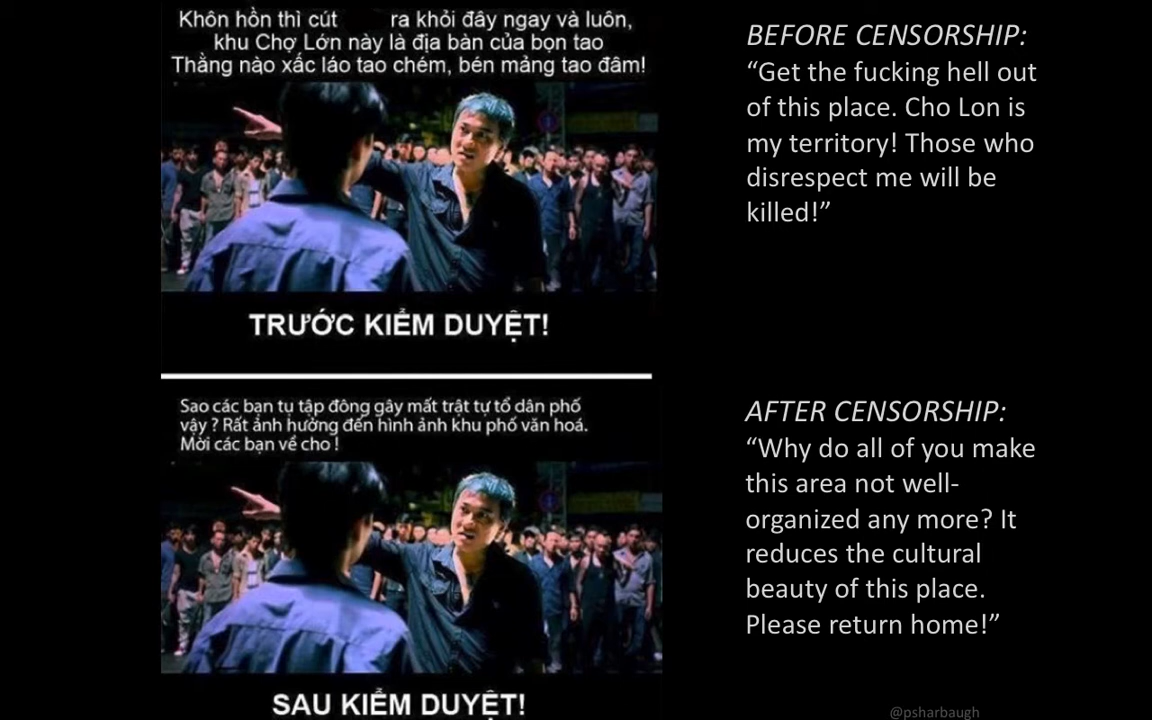 Khôn hồn thì cút ra khỏi đây ngay và luôn,
khu Chợ Lớn này là địa bàn của bọn tao
Thằng nào xấc láo tao chém, bén mảng tao đâm!
TRƯỚC KIỂM DUYỆT!
BEFORE CENSORSHIP:
“Get the fucking hell out
of this place. Cho Lon is
my territory! Those who
disrespect me will be
killed!”
Sao các bạn tụ tập đông gây mất trật tự tổ dân phố
vậy ? Rất ảnh hưởng đến hình ảnh khu phố văn hoá.
Mời các bạn về cho !
SAU KIỂM DUYỆT!
AFTER CENSORSHIP:
“Why do all of you make
this area not well-
organized any more? It
reduces the cultural
beauty of this place.
Please return home!”
@psharbaugh